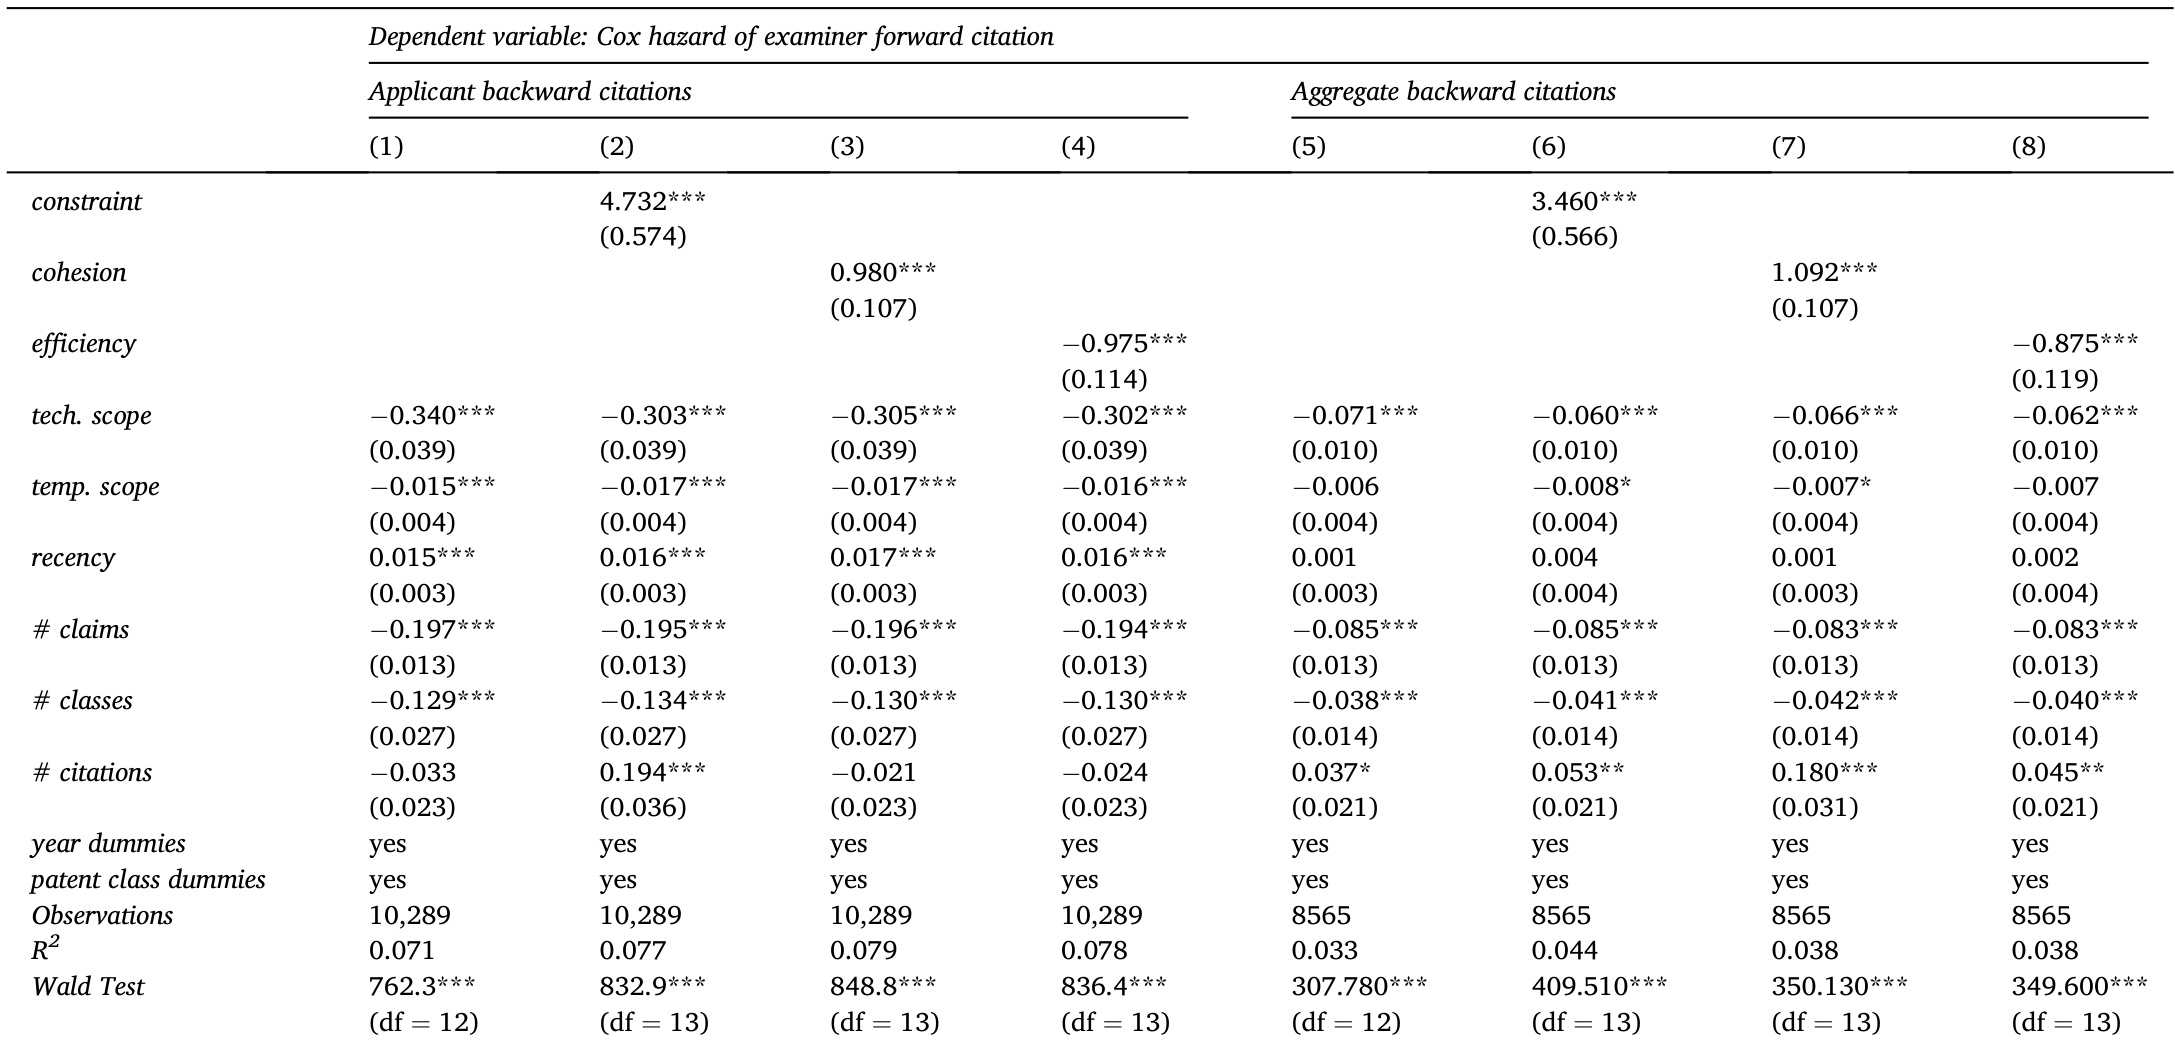 Dependent variable: Cox hazard of examiner forward citation
Applicant backward citations Aggregate backward citations
(1) (2) (3) (4) (5) (6) (7) (8)
constraint 4.732*** 3.460***
(0.574) (0.566)
cohesion 0.980*** 1.092***
(0.107) (0.107)
efficiency −0.975*** −0.875***
(0.114) (0.119)
tech. scope −0.340*** −0.303*** −0.305*** −0.302*** −0.071*** −0.060*** −0.066*** −0.062***
(0.039) (0.039) (0.039) (0.039) (0.010) (0.010) (0.010) (0.010)
temp. scope −0.015*** −0.017*** −0.017*** −0.016*** −0.006 −0.008* −0.007* −0.007
(0.004) (0.004) (0.004) (0.004) (0.004) (0.004) (0.004) (0.004)
recency 0.015*** 0.016*** 0.017*** 0.016*** 0.001 0.004 0.001 0.002
(0.003) (0.003) (0.003) (0.003) (0.003) (0.004) (0.003) (0.004)
# claims −0.197*** −0.195*** −0.196*** −0.194*** −0.085*** −0.085*** −0.083*** −0.083***
(0.013) (0.013) (0.013) (0.013) (0.013) (0.013) (0.013) (0.013)
# classes −0.129*** −0.134*** −0.130*** −0.130*** −0.038*** −0.041*** −0.042*** −0.040***
(0.027) (0.027) (0.027) (0.027) (0.014) (0.014) (0.014) (0.014)
# citations −0.033 0.194*** −0.021 −0.024 0.037* 0.053** 0.180*** 0.045**
(0.023) (0.036) (0.023) (0.023) (0.021) (0.021) (0.031) (0.021)
year dummies yes yes yes yes yes yes yes yes
patent class dummies yes yes yes yes yes yes yes yes
Observations 10,289 10,289 10,289 10,289 8565 8565 8565 8565
R² 0.071 0.077 0.079 0.078 0.033 0.044 0.038 0.038
Wald Test 762.3*** 832.9*** 848.8*** 836.4*** 307.780*** 409.510*** 350.130*** 349.600***
(df = 12) (df = 13) (df = 13) (df = 13) (df = 12) (df = 13) (df = 13) (df = 13)